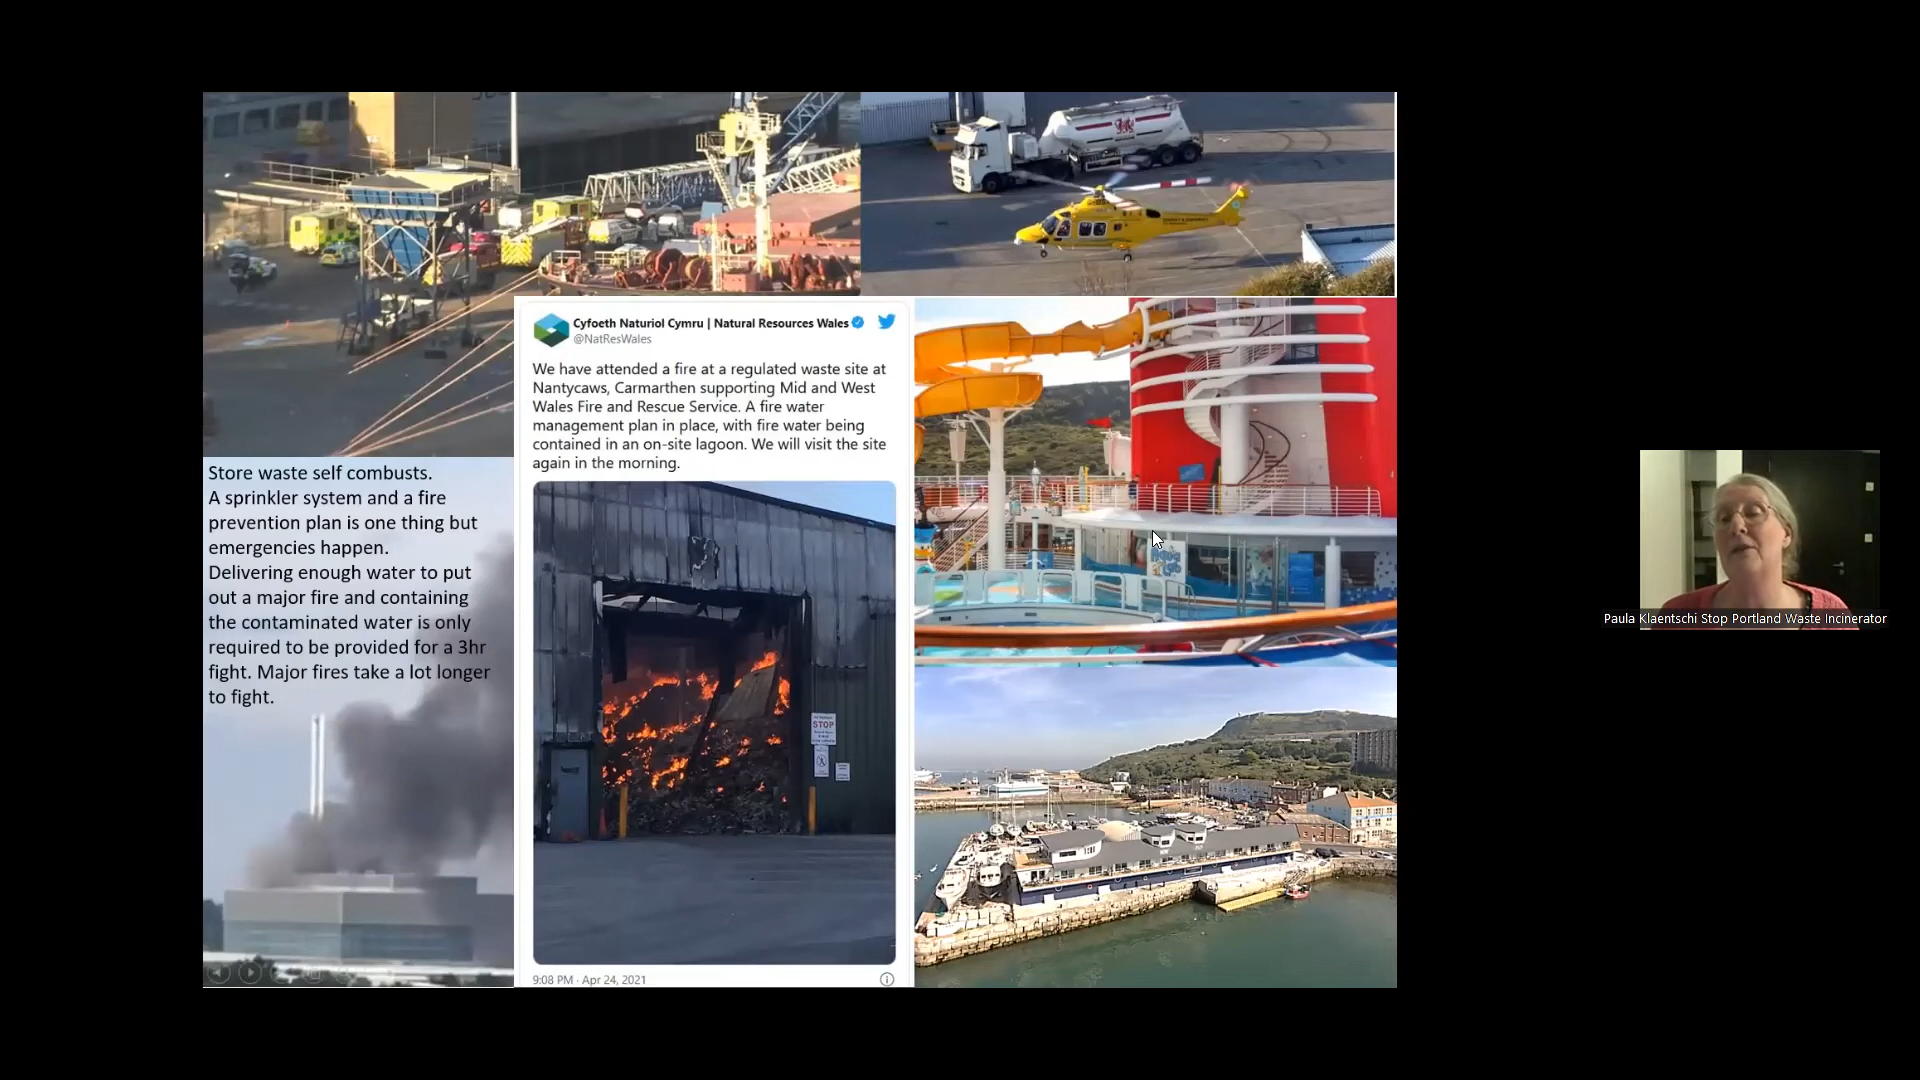 Cyfoeth Naturiol Cymru | Natural Resources Wales
@NatResWales
We have attended a fire at a regulated waste site at
Nantycaws, Carmarthen supporting Mid and West
Wales Fire and Rescue Service. A fire water
management plan in place, with fire water being
contained in an on-site lagoon. We will visit the site
again in the morning.
STOP
9:08 PM · Apr 24, 2021
Store waste self combusts.
A sprinkler system and a fire
prevention plan is one thing but
emergencies happen.
Delivering enough water to put
out a major fire and containing
the contaminated water is only
required to be provided for a 3hr
fight. Major fires take a lot longer
to fight.
Aqua
Paula Klaentschi Stop Portland Waste Incinerator